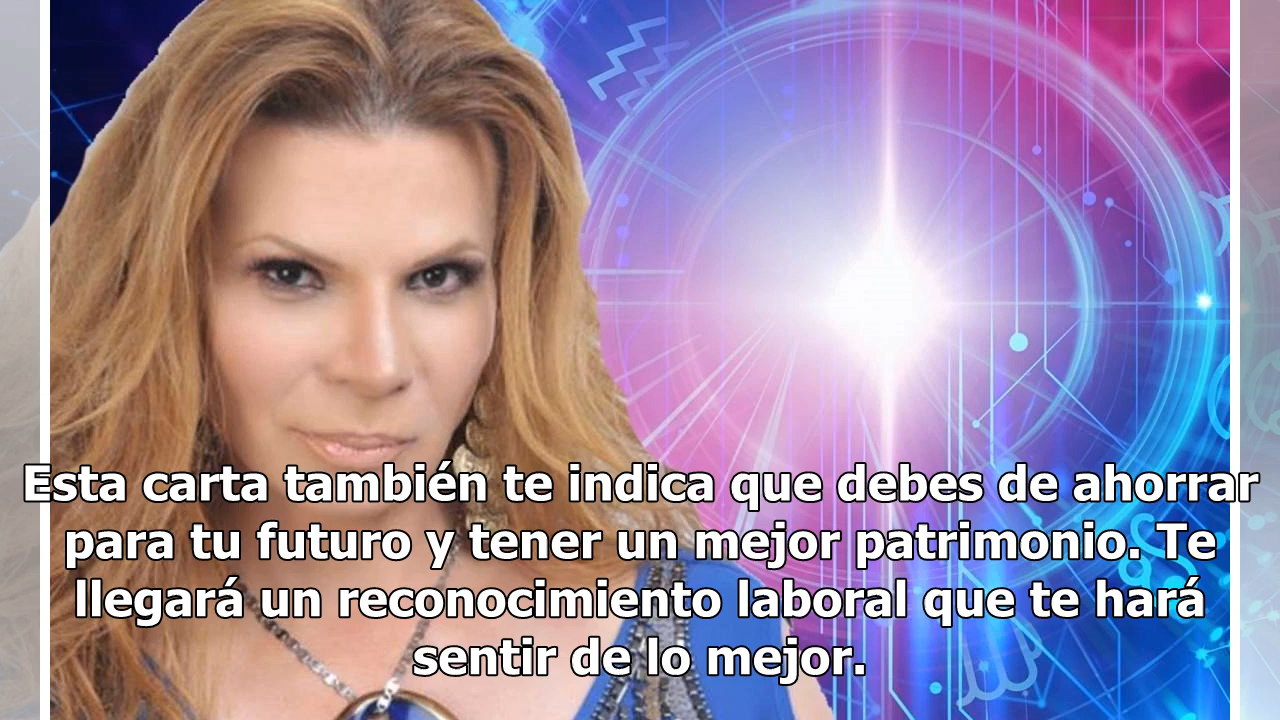 Esta carta también te indica que debes de ahorrar
para tu futuro y tener un mejor patrimonio. Te
llegará un reconocimiento laboral que te hará
sentir de lo mejor.